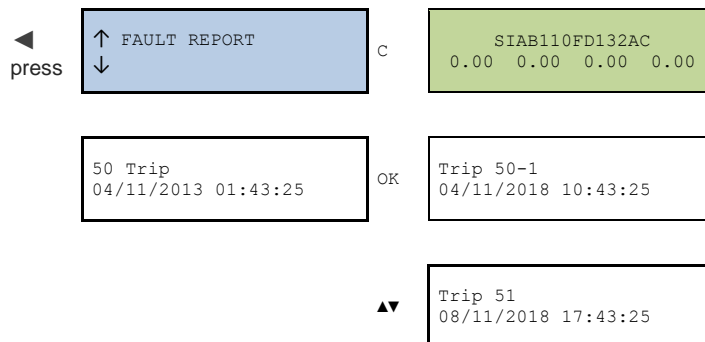 ◄
press
↑ FAULT REPORT
↓
C
SIAB110FD132AC
0.00 0.00 0.00 0.00
50 Trip
04/11/2013 01:43:25
OK
Trip 50-1
04/11/2018 10:43:25
▲▼
Trip 51
08/11/2018 17:43:25